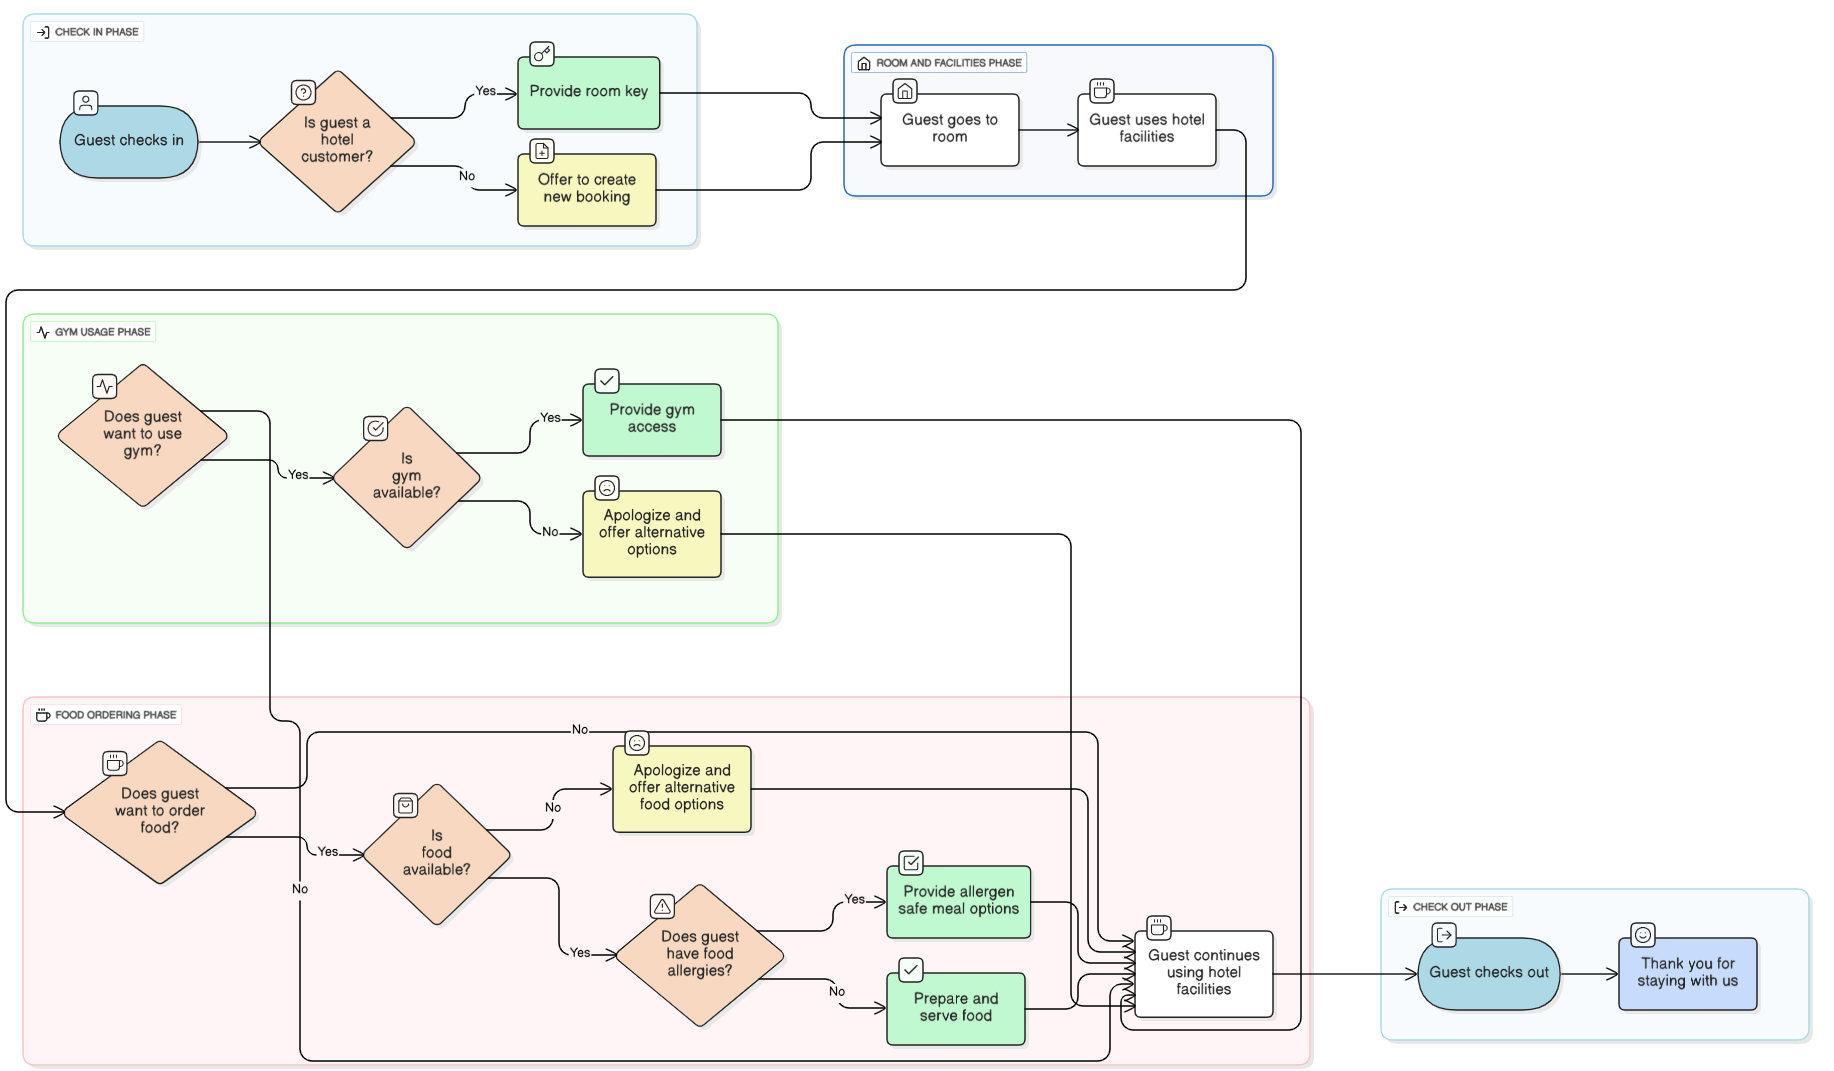 CHECK IN PHASE
Guest checks in
Is guest a
hotel
customer?
Yes
No
Provide room key
Offer to create
new booking
ROOM AND FACILITIES PHASE
Guest goes to
room
Guest uses hotel
facilities
GYM USAGE PHASE
Does guest
want to use
gym?
Yes
Is
gym
available?
Yes
No
Provide gym
access
Apologize and
offer alternative
options
FOOD ORDERING PHASE
Does guest
want to order
food?
No
Yes
No
Is
food
available?
No
Yes
Apologize and
offer alternative
food options
Does guest
have food
allergies?
Yes
No
Provide allergen
safe meal options
Prepare and
serve food
Guest continues
using hotel
facilities
CHECK OUT PHASE
Guest checks out
Thank you for
staying with us